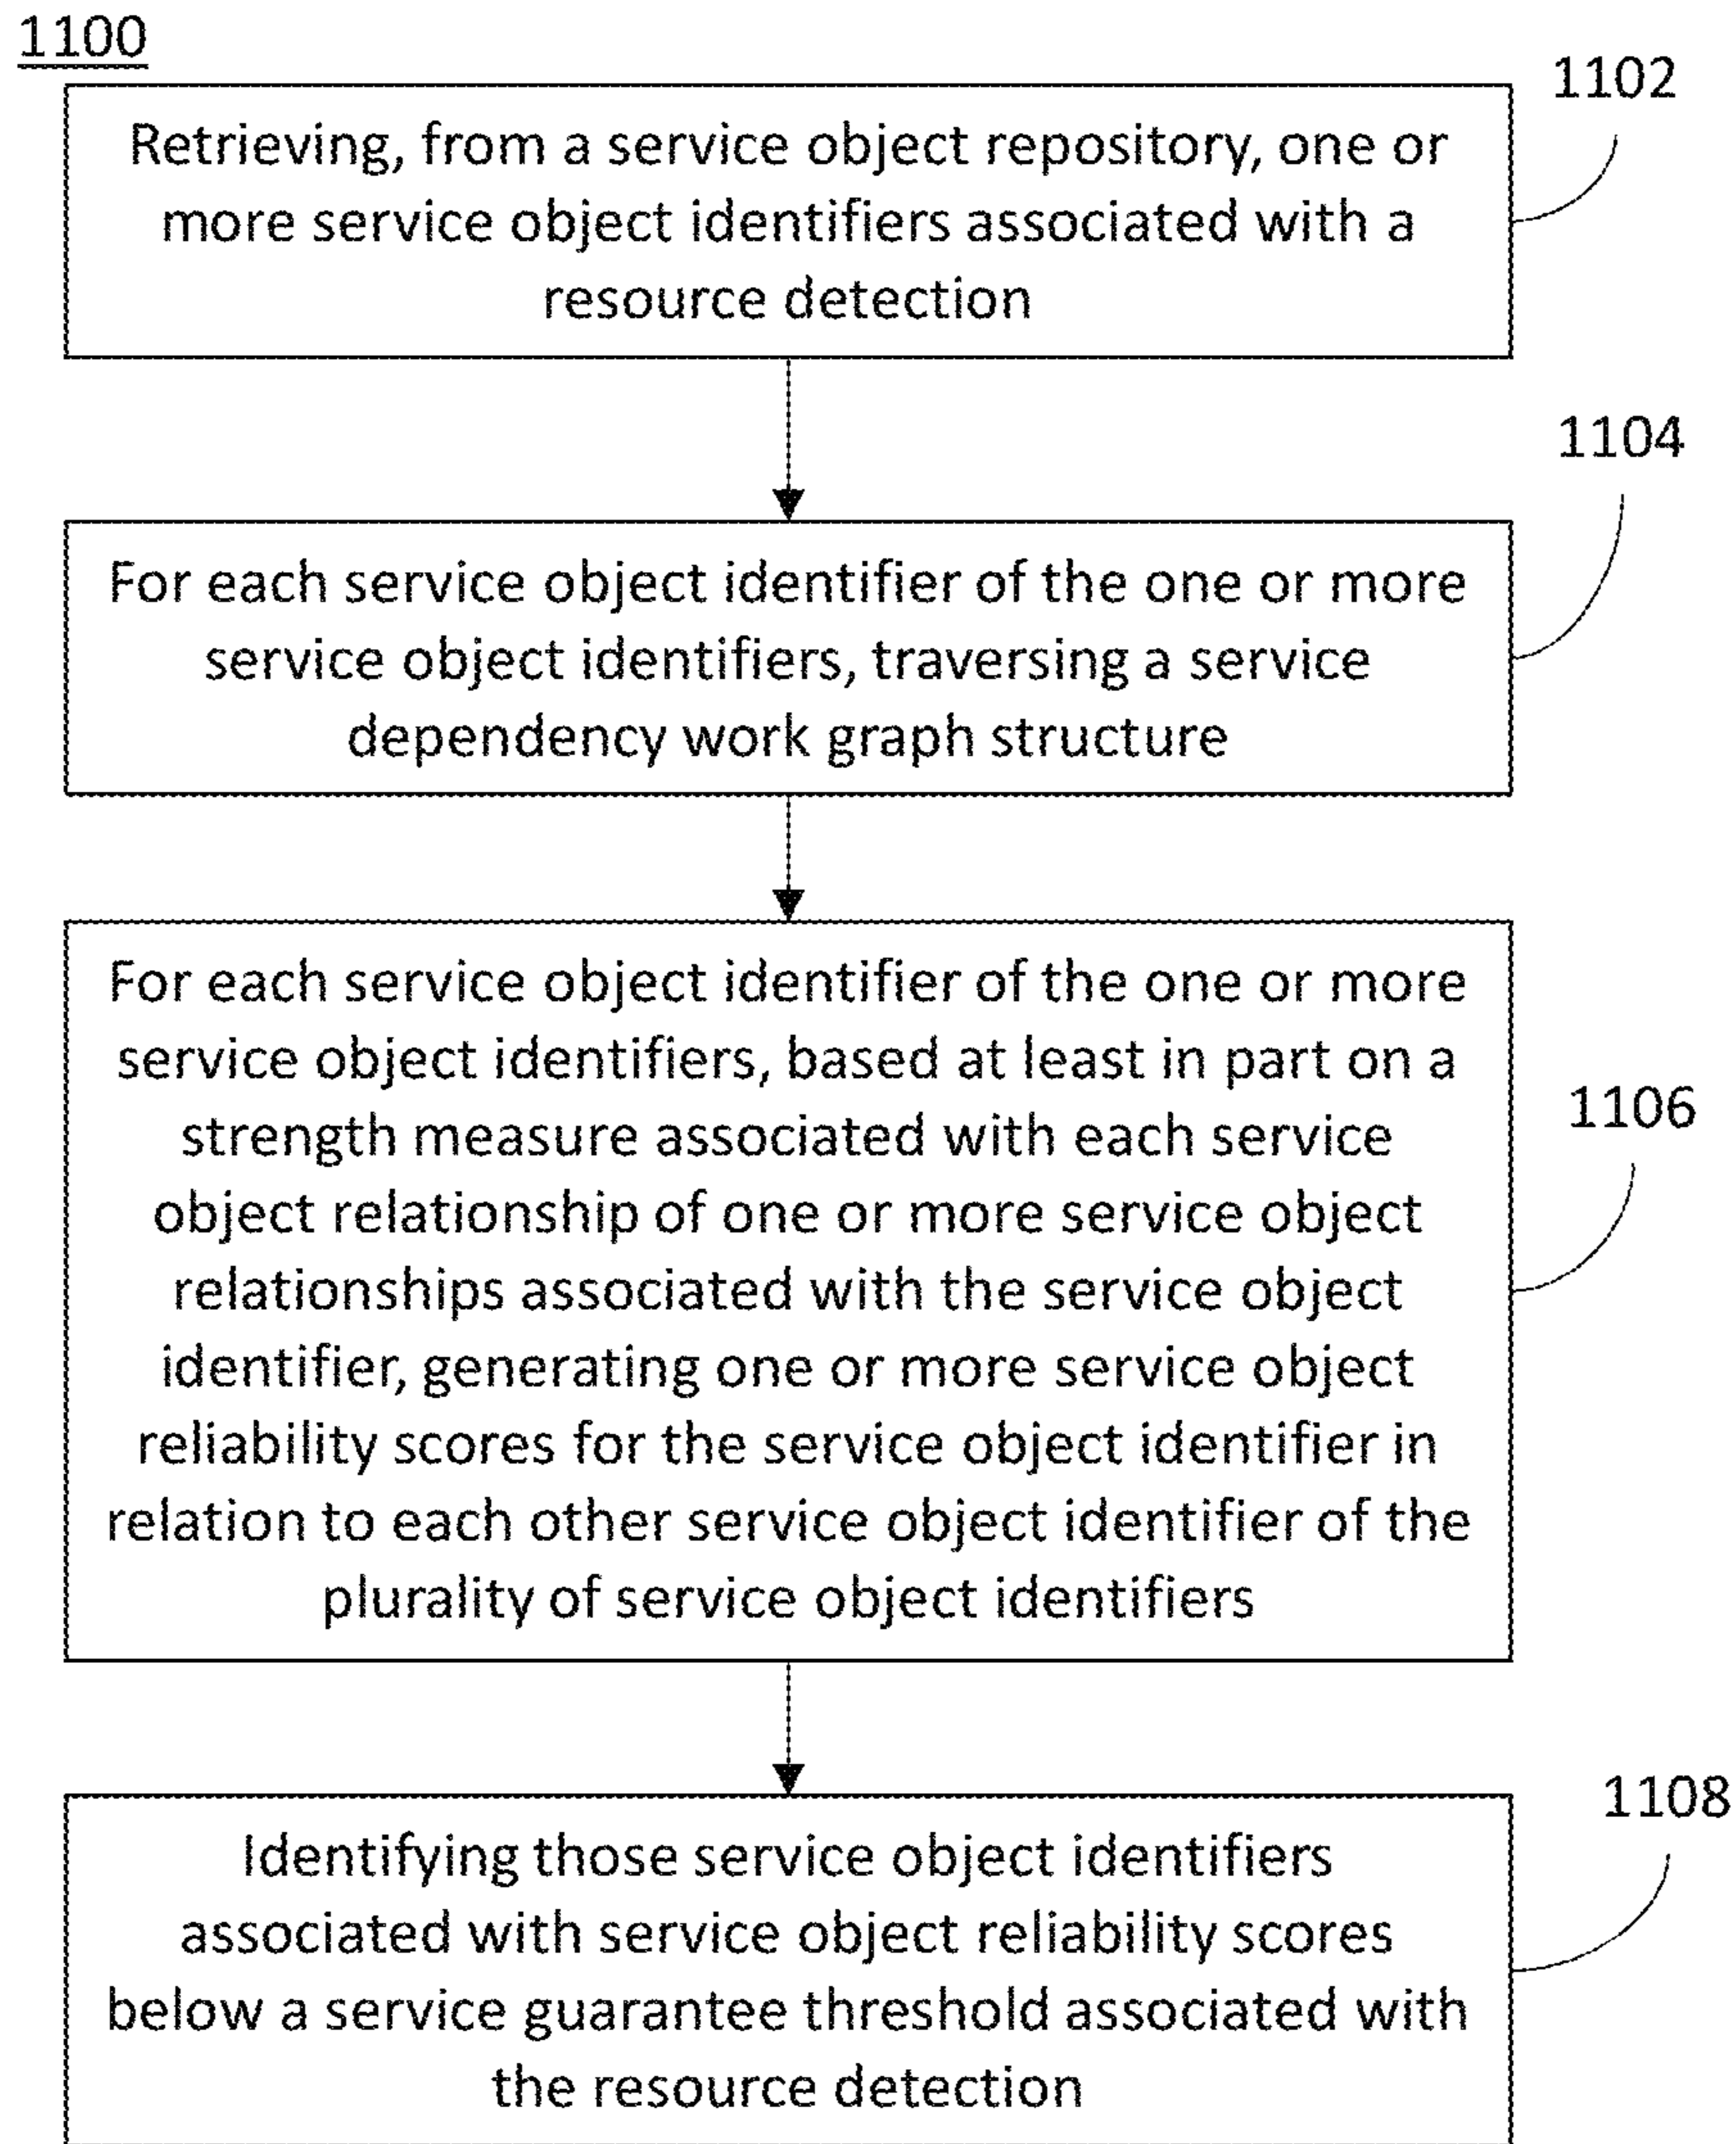 1100
1102
Retrieving, from a service object repository, one or
more service object identifiers associated with a
resource detection
1104
For each service object identifier of the one or more
service object identifiers, traversing a service
dependency work graph structure
For each service object identifier of the one or more
service object identifiers, based at least in part on a
strength measure associated with each service
object relationship of one or more service object
relationships associated with the service object
identifier, generating one or more service object
reliability scores for the service object identifier in
relation to each other service object identifier of the
plurality of service object identifiers
1106
1108
Identifying those service object identifiers
associated with service object reliability scores
below a service guarantee threshold associated with
the resource detection